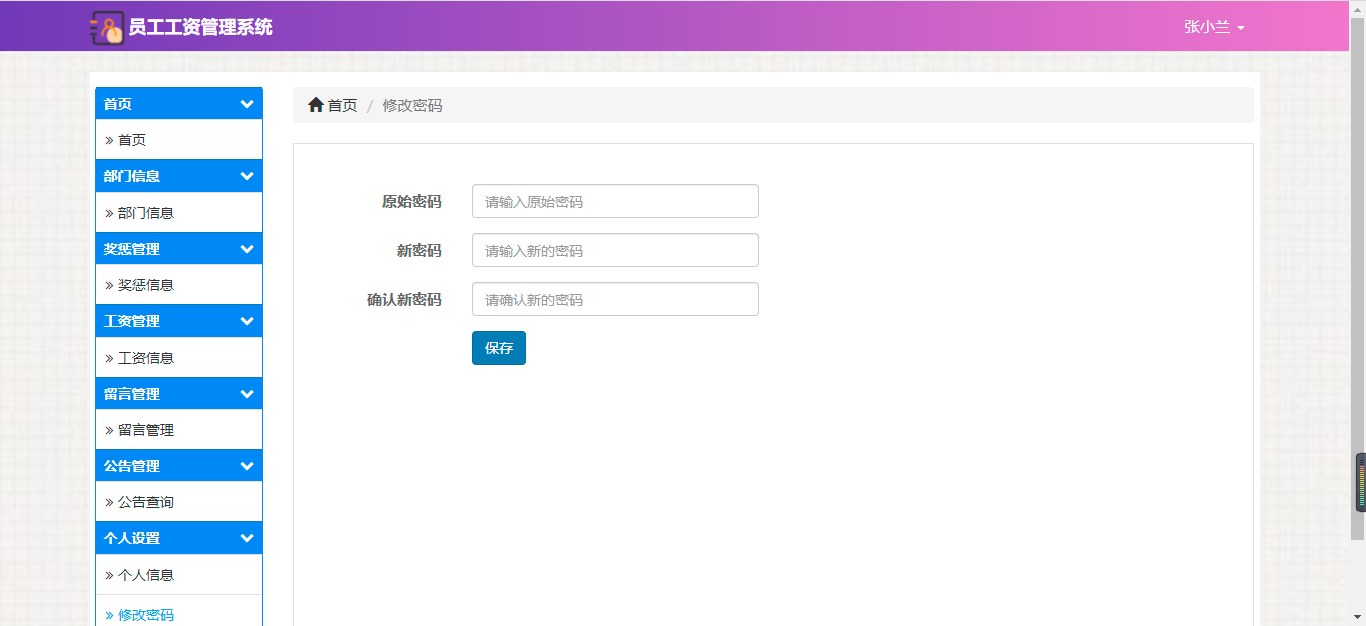 员工工资管理系统
张小兰
首页
» 首页
部门信息
» 部门信息
奖惩管理
» 奖惩信息
工资管理
» 工资信息
留言管理
» 留言管理
公告管理
» 公告查询
个人设置
» 个人信息
» 修改密码
首页 / 修改密码
原始密码 请输入原始密码
新密码 请输入新的密码
确认新密码 请确认新的密码
保存